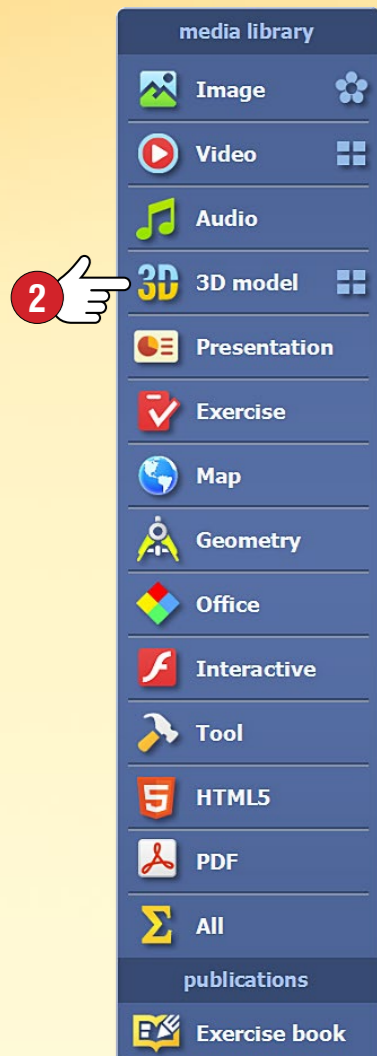 media library
Image
Video
Audio
2
3D 3D model
Presentation
Exercise
Map
Geometry
Office
Interactive
Tool
5 HTML5
PDF
Σ All
publications
Exercise book